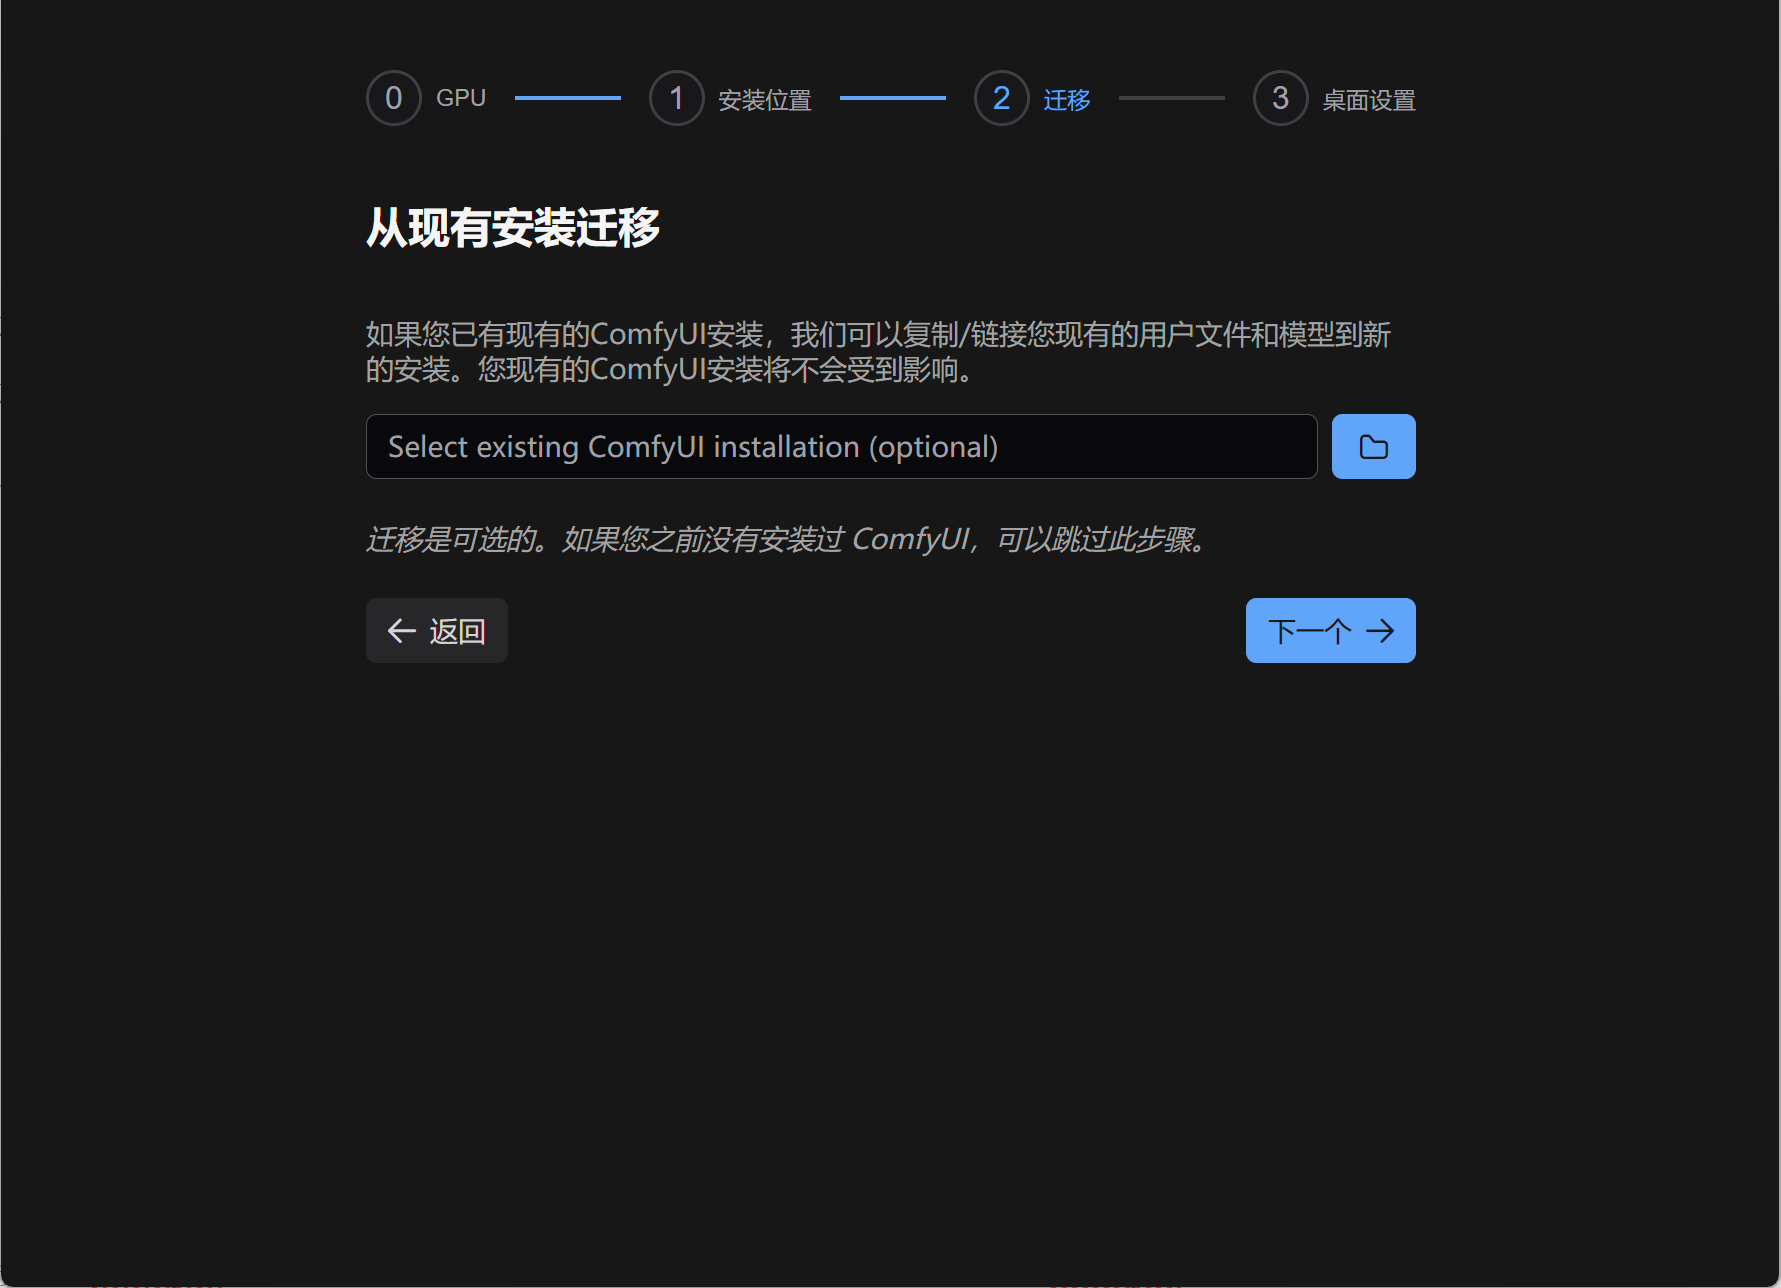 0 GPU 1 安装位置 2 迁移 3 桌面设置
从现有安装迁移
如果您已有现有的ComfyUI安装，我们可以复制/链接您现有的用户文件和模型到新
的安装。您现有的ComfyUI安装将不会受到影响。
Select existing ComfyUI installation (optional)
迁移是可选的。如果您之前没有安装过 ComfyUI，可以跳过此步骤。
返回 下一个